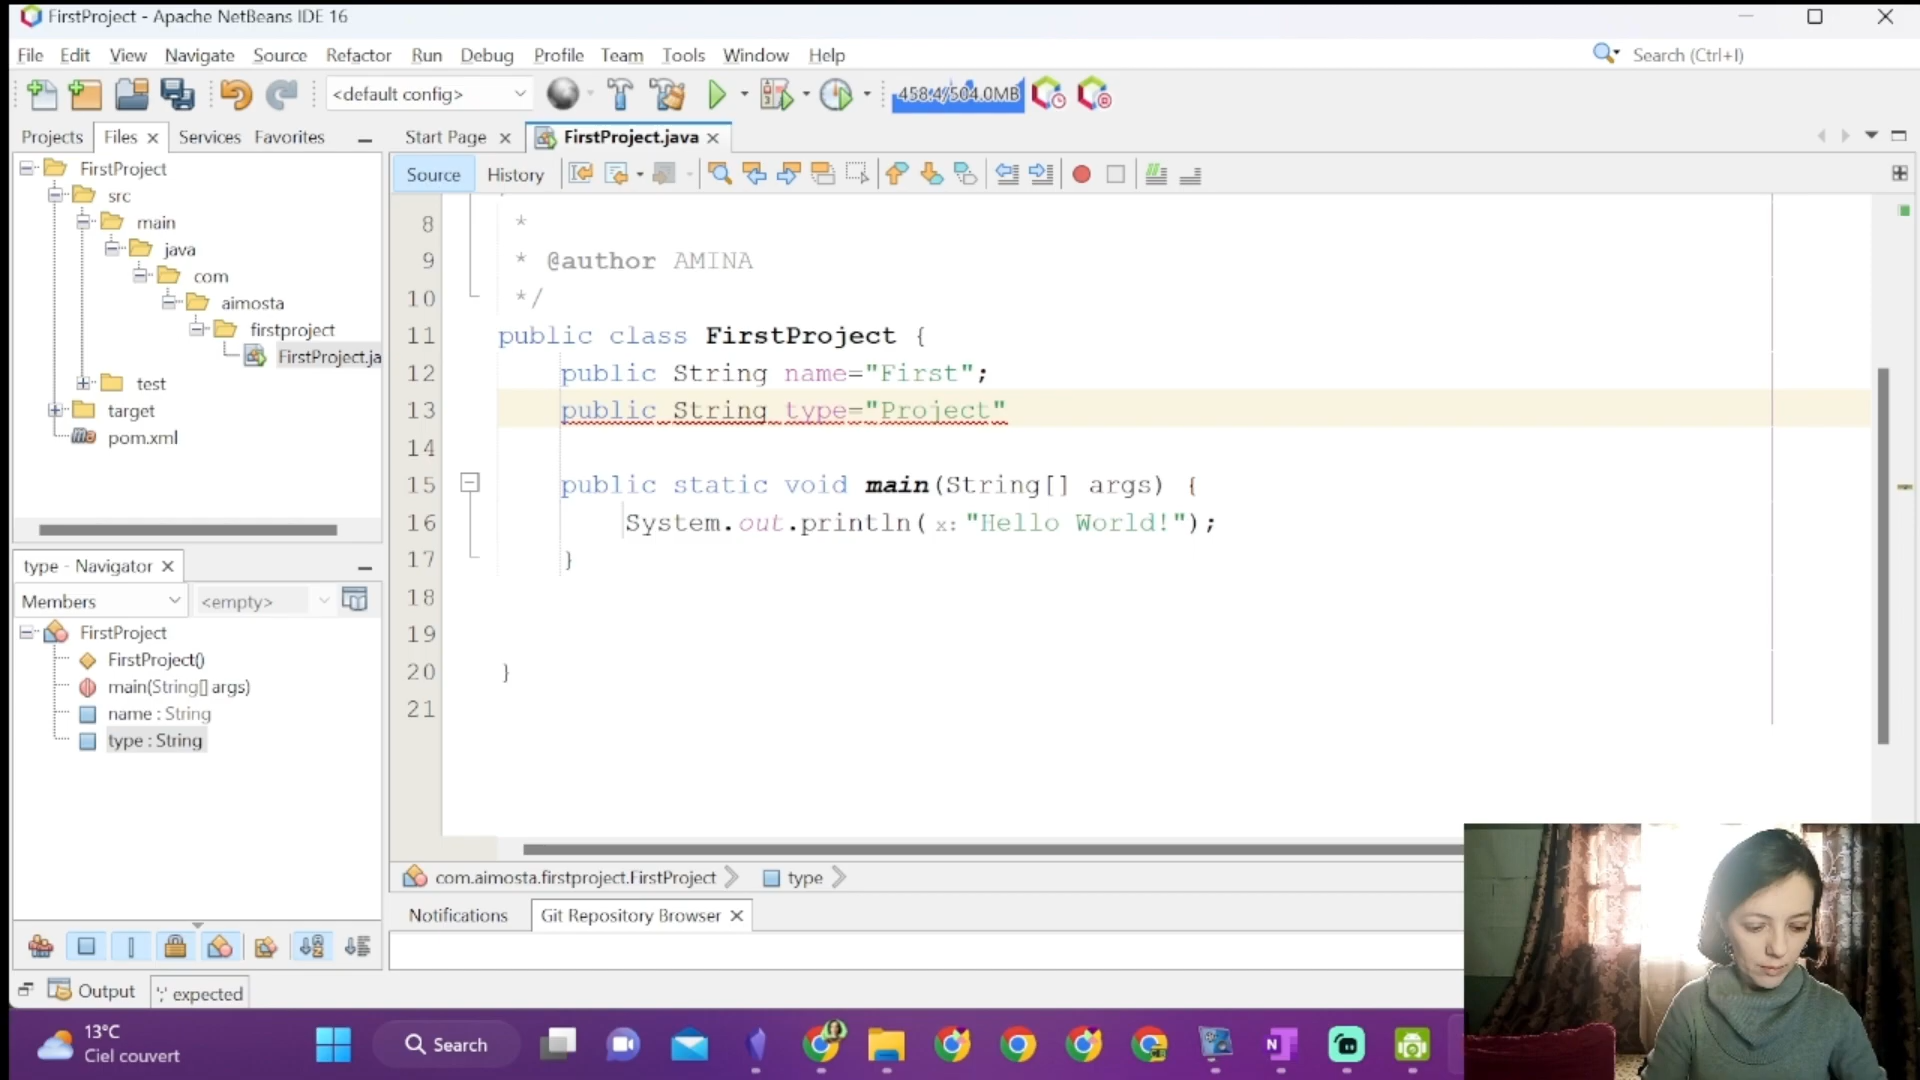 FirstProject - Apache NetBeans IDE 16
File Edit View Navigate Source Refactor Run Debug Profile Team Tools Window Help
Search (Ctrl+I)
<default config>
458.4/504.0MB
Projects Files Services Favorites
Start Page FirstProject.java
FirstProject
src
main
java
com
aimosta
firstproject
FirstProject.ja
test
target
pom.xml
Source History
8 *
9 * @author AMINA
10 */
11 public class FirstProject {
12 public String name="First";
13 public String type="Project"
14
15 public static void main(String[] args) {
16 System.out.println( x: "Hello World!");
17 }
18
19
20 }
21
type - Navigator
Members <empty>
FirstProject
FirstProject()
main(String[] args)
name : String
type : String
com.aimosta.firstproject.FirstProject type
Notifications Git Repository Browser
Output ';' expected
13°C
Ciel couvert
Search